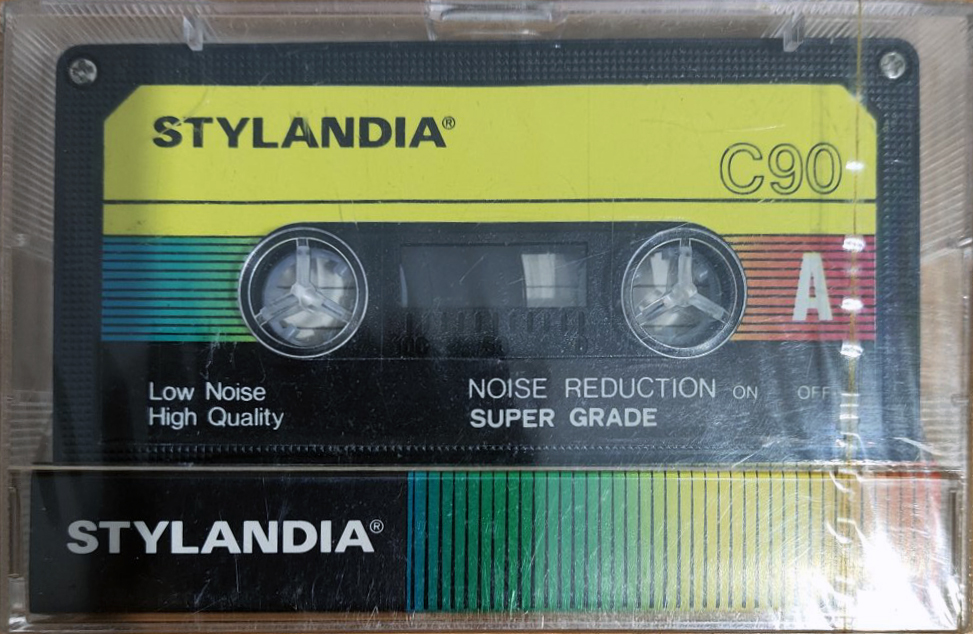 STYLANDIA®
C90
A
Low Noise
High Quality
NOISE REDUCTION ON OFF
SUPER GRADE
STYLANDIA®